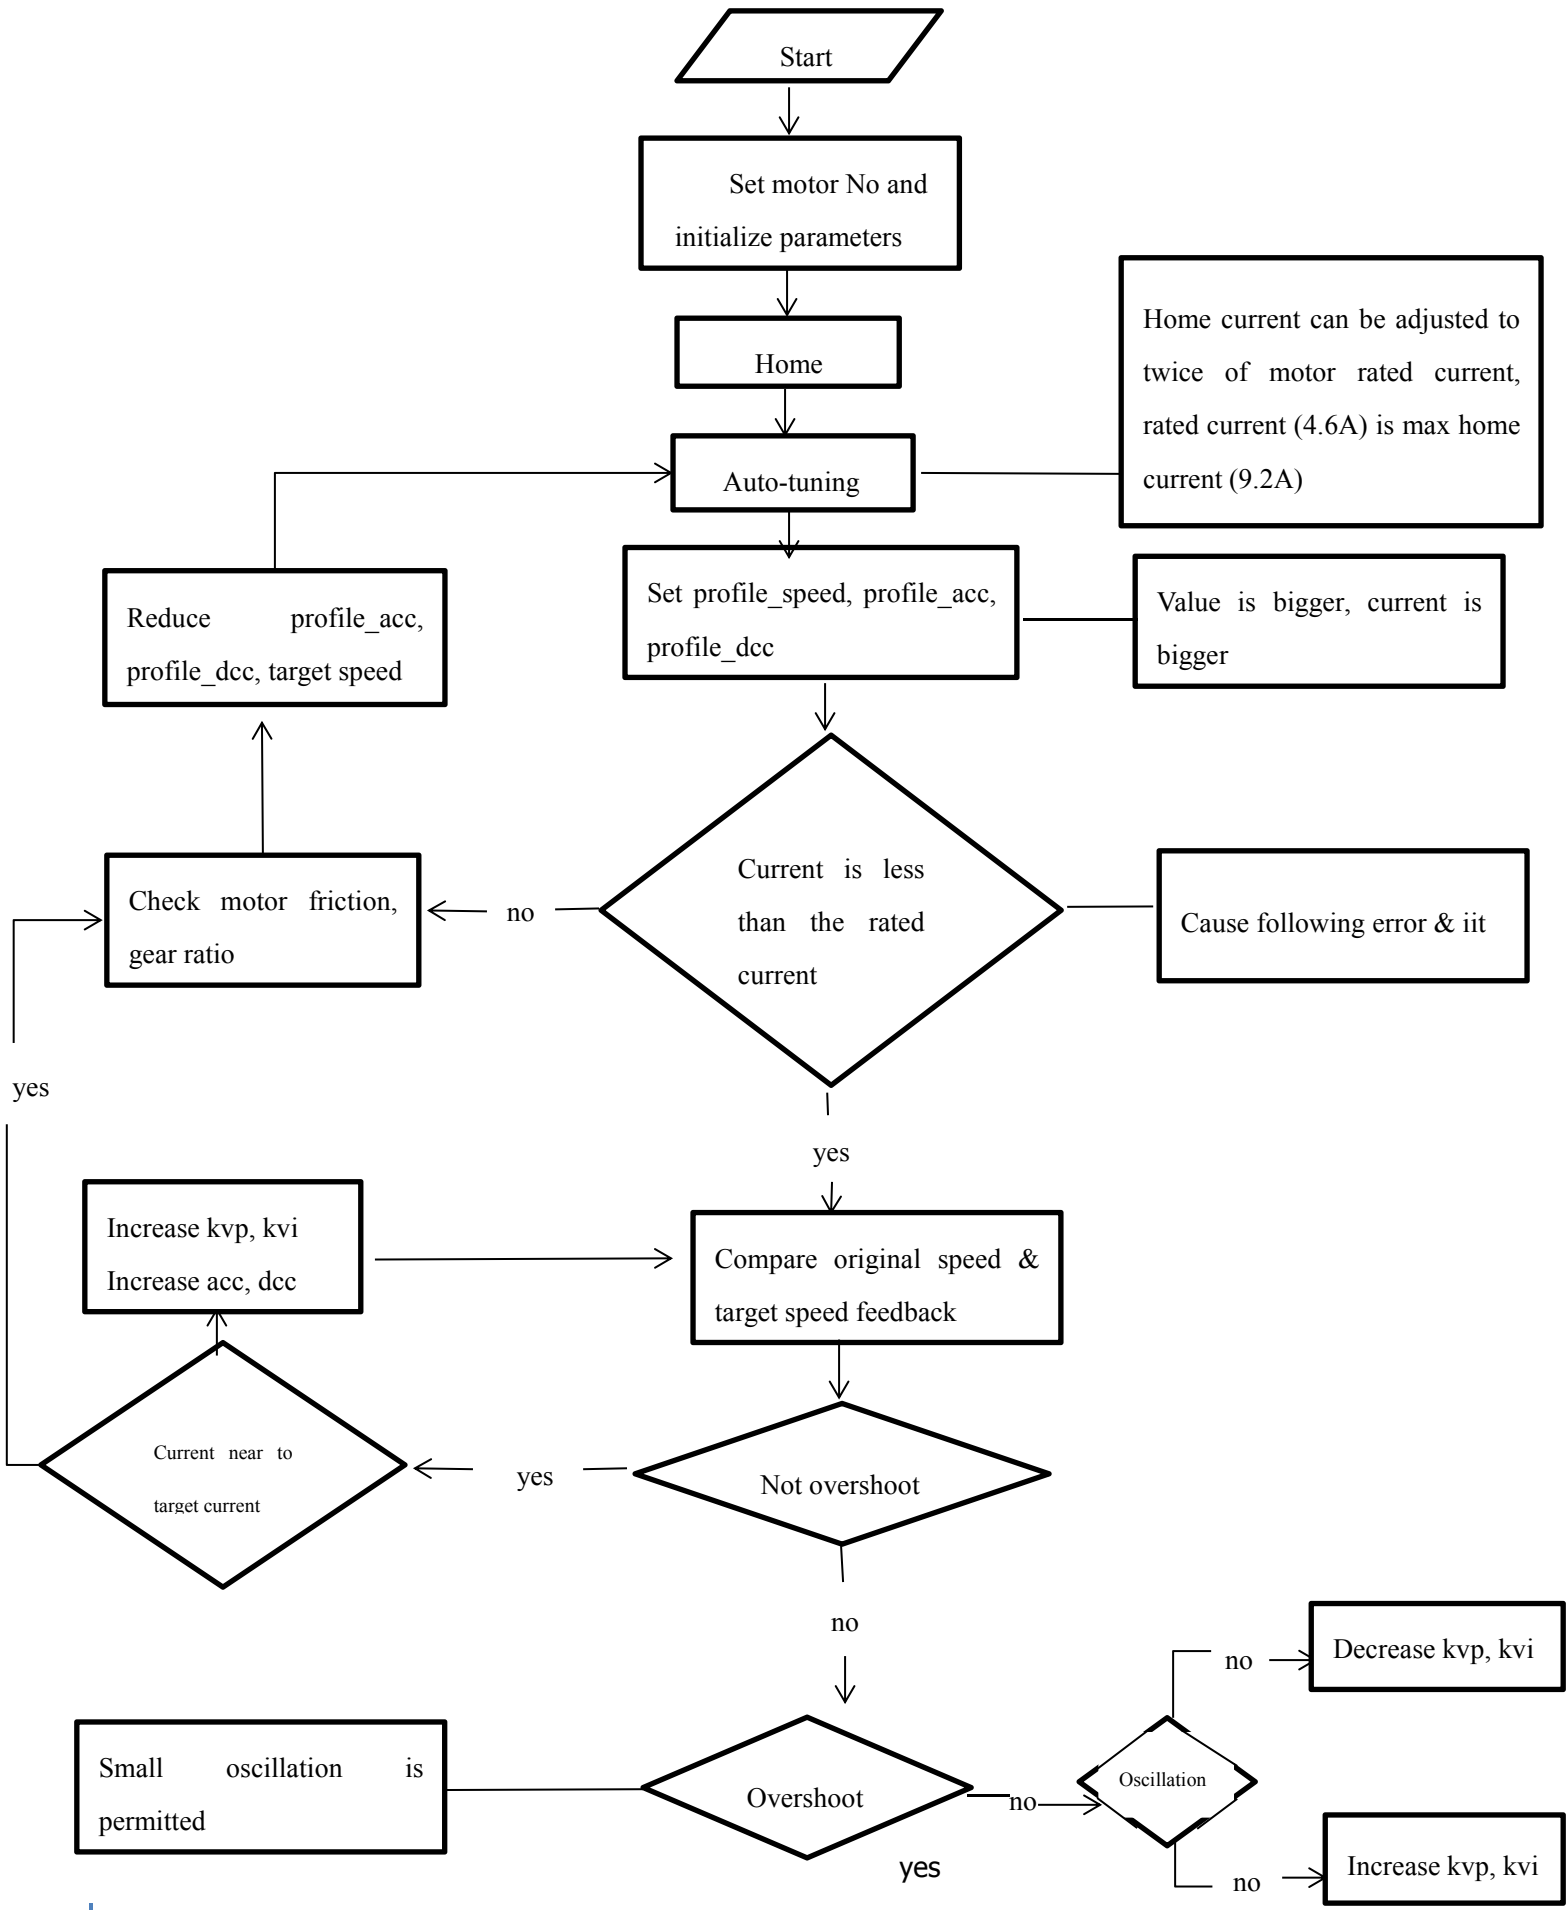 Start
Set motor No and
initialize parameters
Home
Home current can be adjusted to
twice of motor rated current,
rated current (4.6A) is max home
current (9.2A)
Auto-tuning
Set profile_speed, profile_acc,
profile_dcc
Value is bigger, current is
bigger
Reduce profile_acc,
profile_dcc, target speed
Current is less
than the rated
current
Check motor friction,
gear ratio
no
Cause following error & iit
yes
yes
Increase kvp, kvi
Increase acc, dcc
Compare original speed &
target speed feedback
Current near to
target current
yes
Not overshoot
no
Small oscillation is
permitted
Overshoot
no
yes
Oscillation
no
Decrease kvp, kvi
no
Increase kvp, kvi